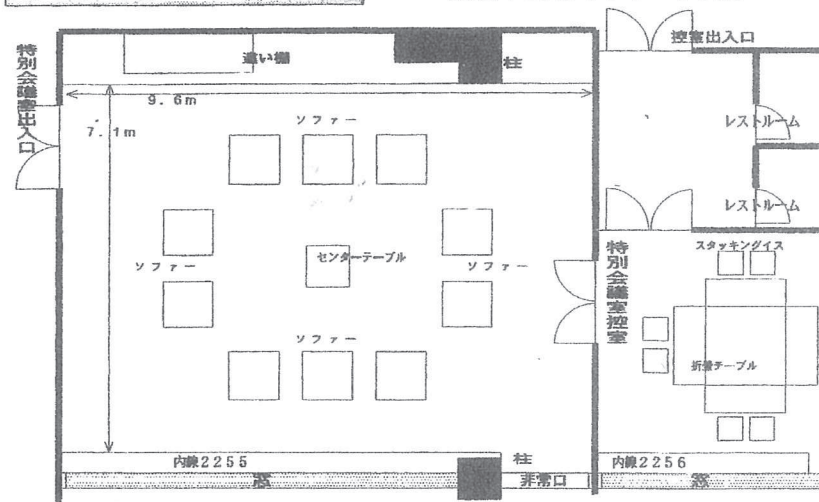 控室出入口
特別会議室出入口
違い棚
柱
9.6m
7.1m
ソファー
レストルーム
レストルーム
ソファー
センターテーブル
ソファー
特別会議室控室
スタッキングイス
ソファー
折畳テーブル
内線2255
柱
内線2256
窓
非常口
窓